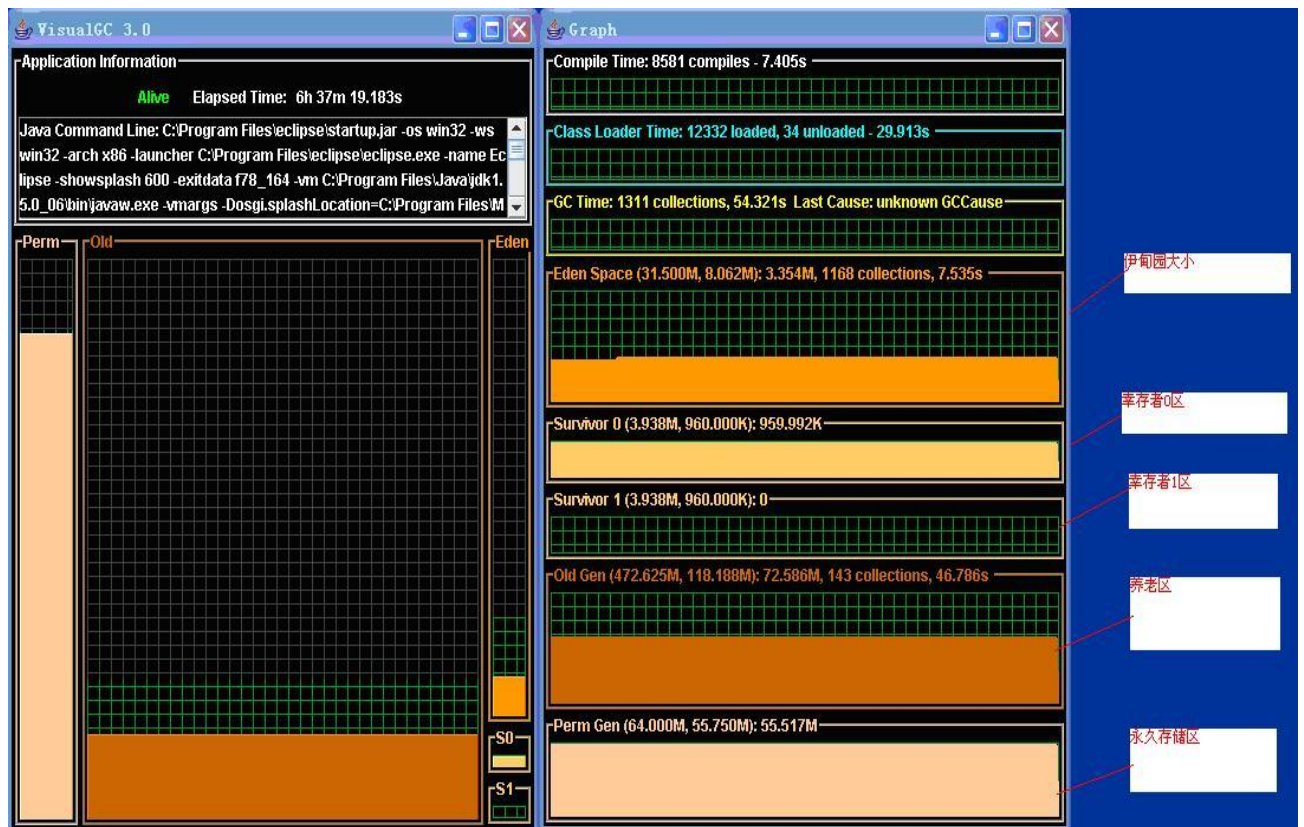 VisualGC 3.0
Application Information
Alive Elapsed Time: 6h 37m 19.183s
Java Command Line: C:\Program Files\eclipse\startup.jar -os win32 -ws
win32 -arch x86 -launcher C:\Program Files\eclipse\eclipse.exe -name Ec
lipse -showsplash 600 -exitdata f78_164 -vm C:\Program Files\Java\jdk1.
5.0_06\bin\javaw.exe -vmargs -Dosgi.splashLocation=C:\Program Files\M
Perm
Old
Eden
S0
S1
Graph
Compile Time: 8581 compiles - 7.405s
Class Loader Time: 12332 loaded, 34 unloaded - 29.913s
GC Time: 1311 collections, 54.321s Last Cause: unknown GCCause
Eden Space (31.500M, 8.062M): 3.354M, 1168 collections, 7.535s
Survivor 0 (3.938M, 960.000K): 959.992K
Survivor 1 (3.938M, 960.000K): 0
Old Gen (472.625M, 118.188M): 72.586M, 143 collections, 46.786s
Perm Gen (64.000M, 55.750M): 55.517M
伊甸园大小
幸存者0区
幸存者1区
养老区
永久存储区